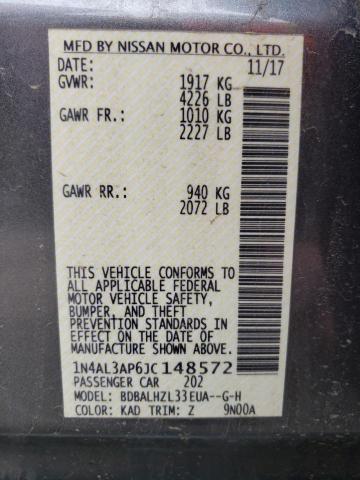 MFD BY NISSAN MOTOR CO., LTD.
DATE: 11/17
GVWR: 1917 KG
4226 LB
GAWR FR.: 1010 KG
2227 LB
GAWR RR.: 940 KG
2072 LB
THIS VEHICLE CONFORMS TO
ALL APPLICABLE FEDERAL
MOTOR VEHICLE SAFETY,
BUMPER, AND THEFT
PREVENTION STANDARDS IN
EFFECT ON THE DATE OF
MANUFACTURE SHOWN ABOVE.
1N4AL3AP6JC148572
PASSENGER CAR 202
MODEL: BDBALHZL33EUA--G-H
COLOR: KAD TRIM: Z 9N00A